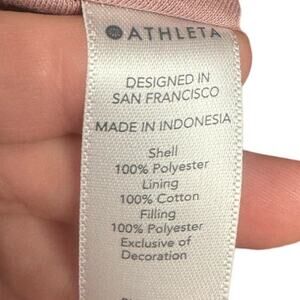 ATHLETA
DESIGNED IN
SAN FRANCISCO
MADE IN INDONESIA
Shell
100% Polyester
Lining
100% Cotton
Filling
100% Polyester
Exclusive of
Decoration